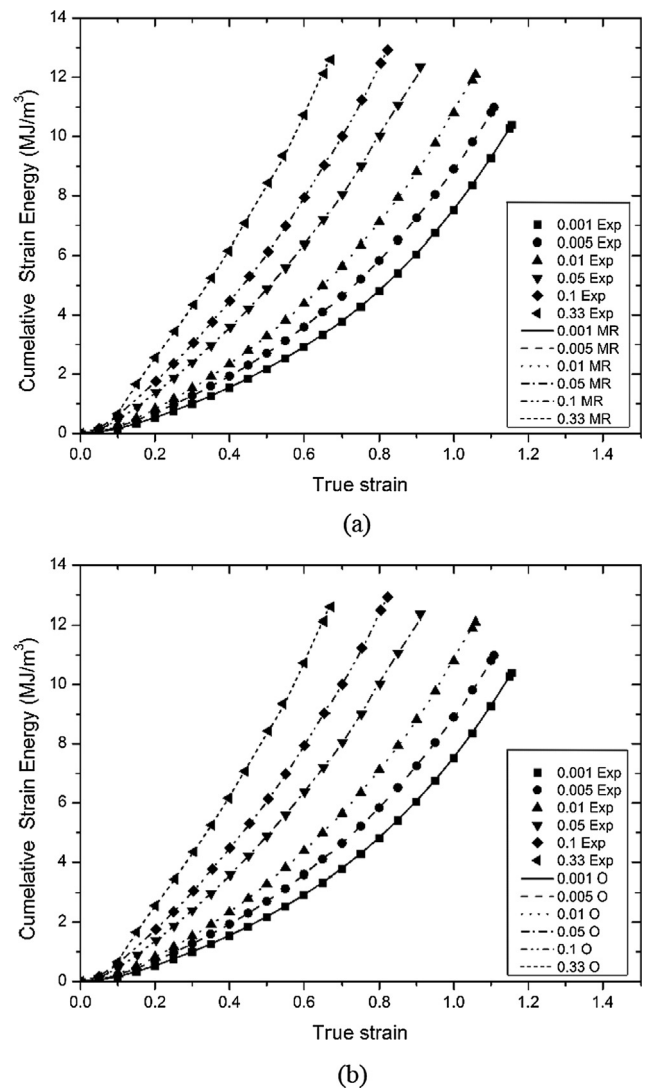 14
12
10
8
6
4
2
0
Cumelative Strain Energy (MJ/m³)
0.001 Exp
0.005 Exp
0.01 Exp
0.05 Exp
0.1 Exp
0.33 Exp
0.001 MR
0.005 MR
0.01 MR
0.05 MR
0.1 MR
0.33 MR
0.0 0.2 0.4 0.6 0.8 1.0 1.2 1.4
True strain
(a)
14
12
10
8
6
4
2
0
Cumelative Strain Energy (MJ/m³)
0.001 Exp
0.005 Exp
0.01 Exp
0.05 Exp
0.1 Exp
0.33 Exp
0.001 O
0.005 O
0.01 O
0.05 O
0.1 O
0.33 O
0.0 0.2 0.4 0.6 0.8 1.0 1.2 1.4
True strain
(b)